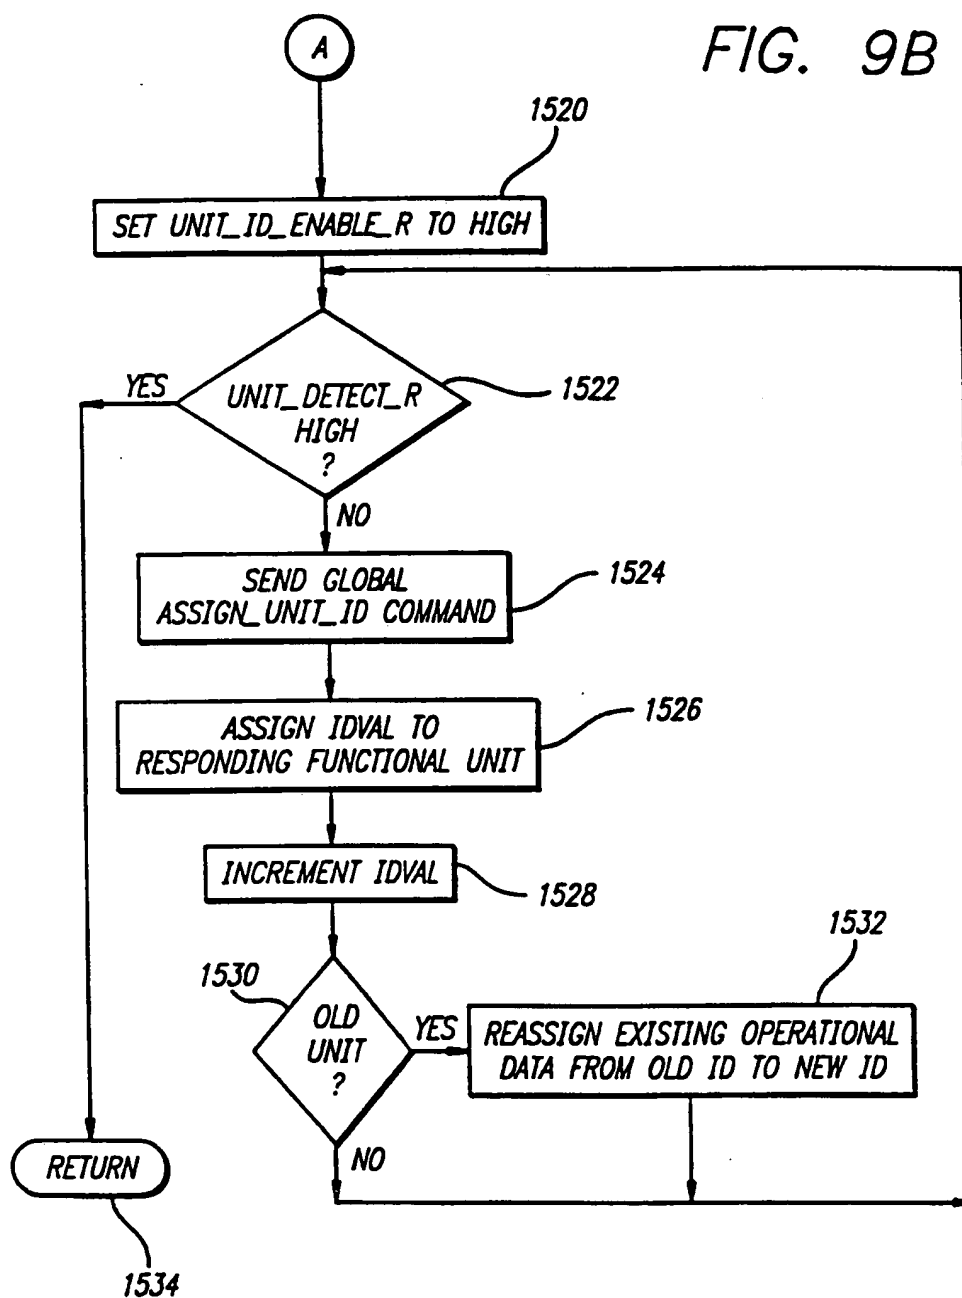 A
FIG. 9B
1520
SET UNIT_ID_ENABLE_R TO HIGH
YES
UNIT_DETECT_R
HIGH
?
1522
NO
SEND GLOBAL
ASSIGN_UNIT_ID COMMAND
1524
ASSIGN IDVAL TO
RESPONDING FUNCTIONAL UNIT
1526
INCREMENT IDVAL
1528
1530
OLD
UNIT
?
YES
1532
REASSIGN EXISTING OPERATIONAL
DATA FROM OLD ID TO NEW ID
NO
RETURN
1534